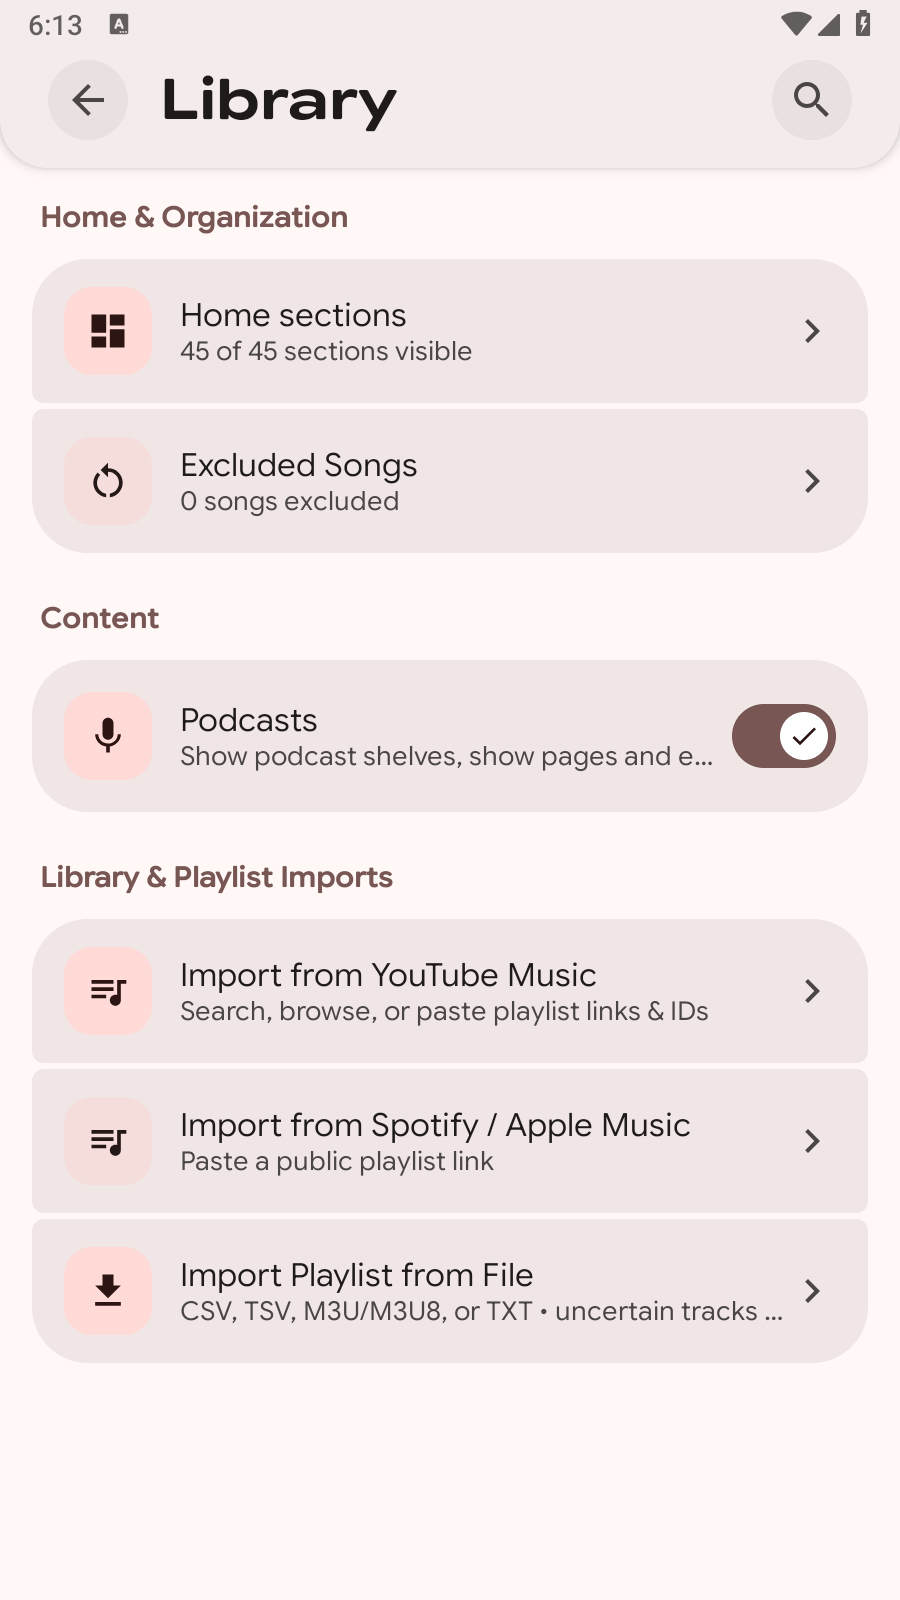 6:13
Library
Home & Organization
Home sections
45 of 45 sections visible
Excluded Songs
0 songs excluded
Content
Podcasts
Show podcast shelves, show pages and e...
Library & Playlist Imports
Import from YouTube Music
Search, browse, or paste playlist links & IDs
Import from Spotify / Apple Music
Paste a public playlist link
Import Playlist from File
CSV, TSV, M3U/M3U8, or TXT • uncertain tracks ...